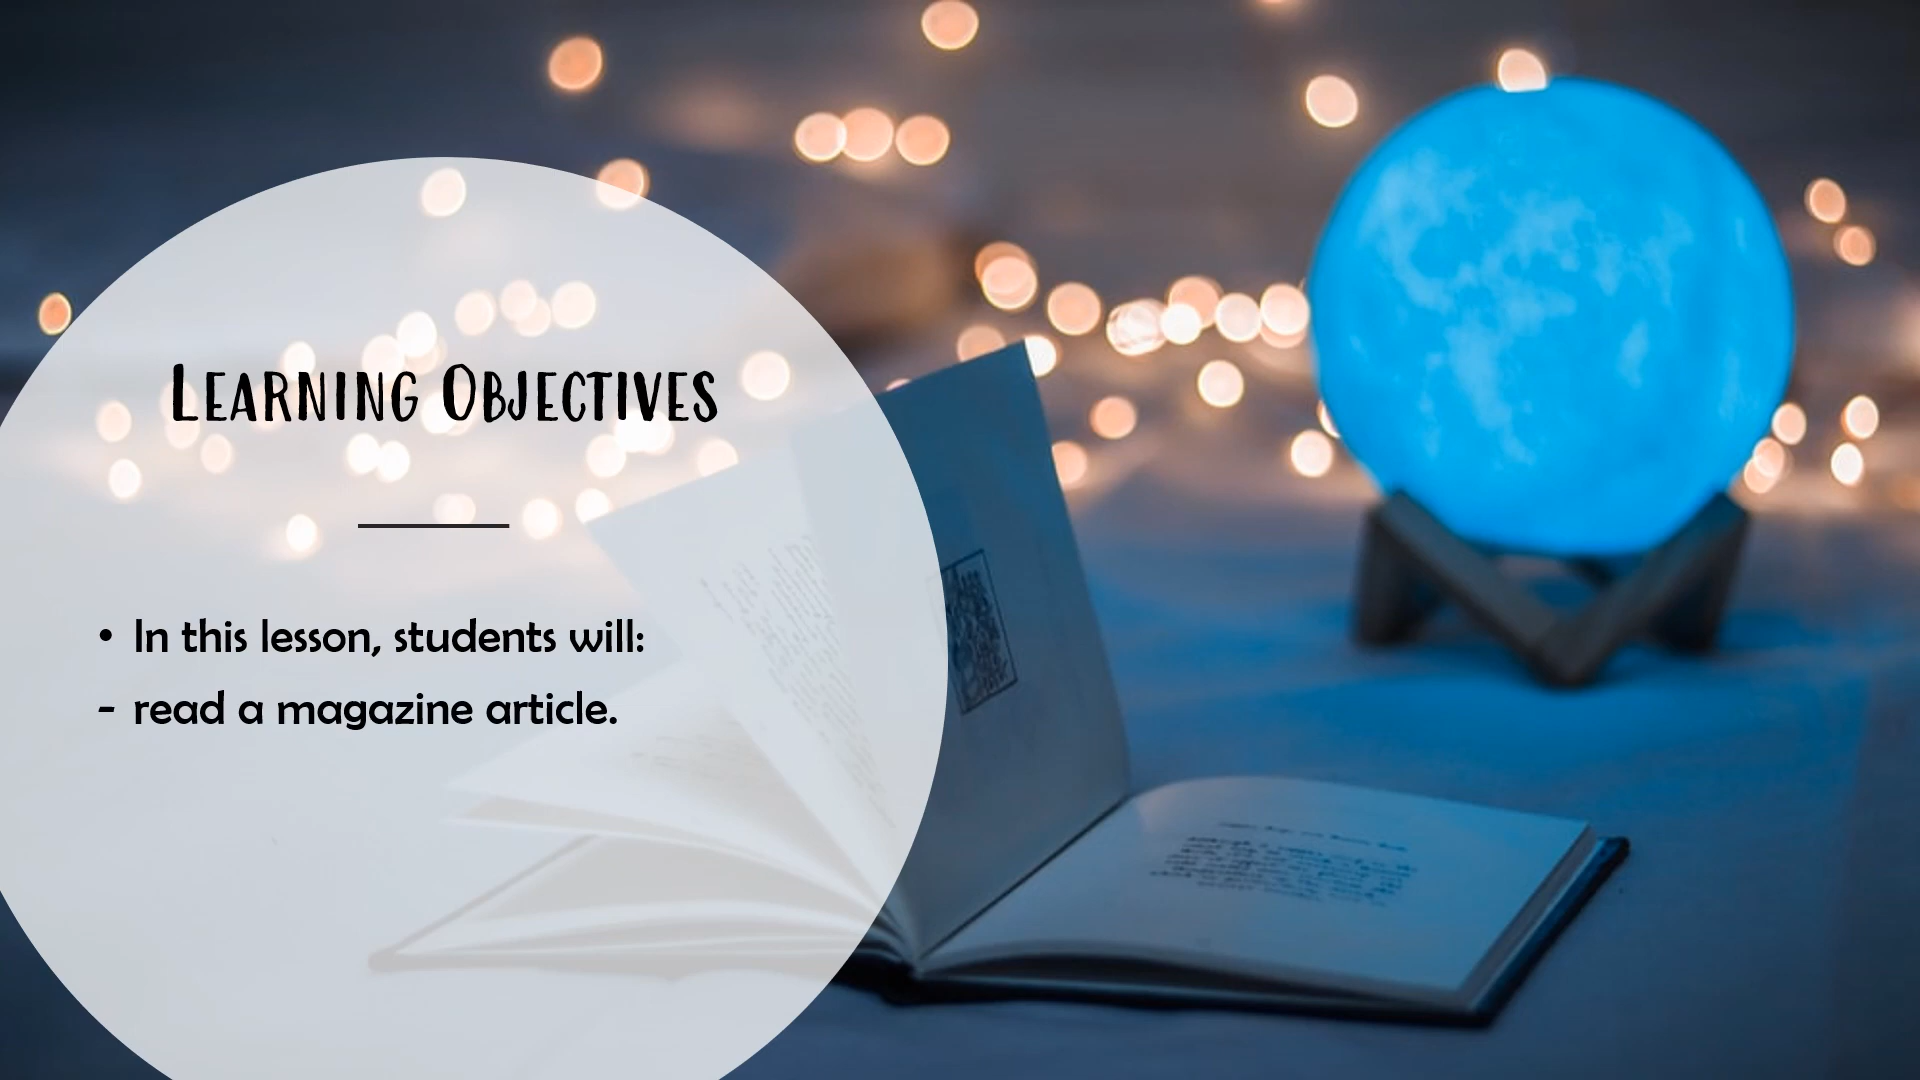 Learning Objectives
• In this lesson, students will:
- read a magazine article.